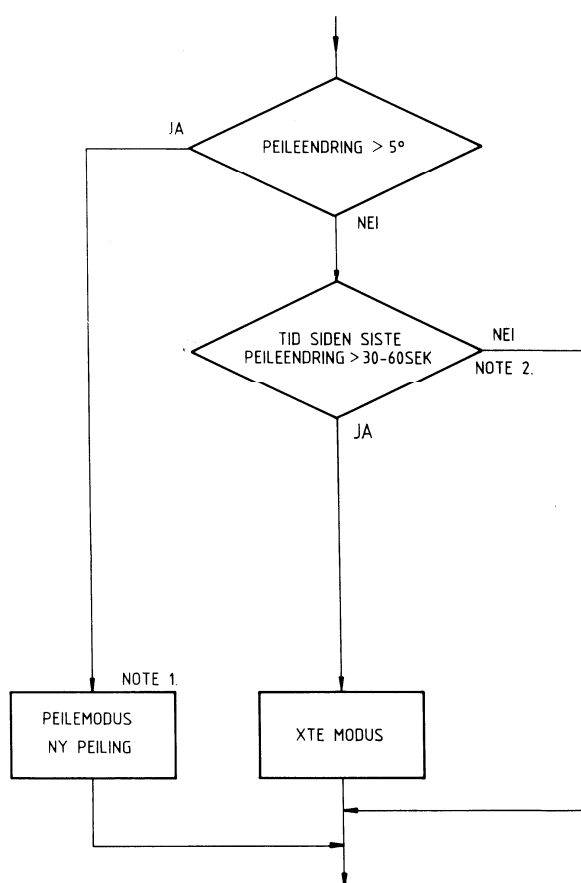 JA
PEILEENDRING > 5°
NEI
TID SIDEN SISTE
PEILEENDRING > 30-60SEK
NEI
NOTE 2.
JA
NOTE 1.
PEILEMODUS
NY PEILING
XTE MODUS